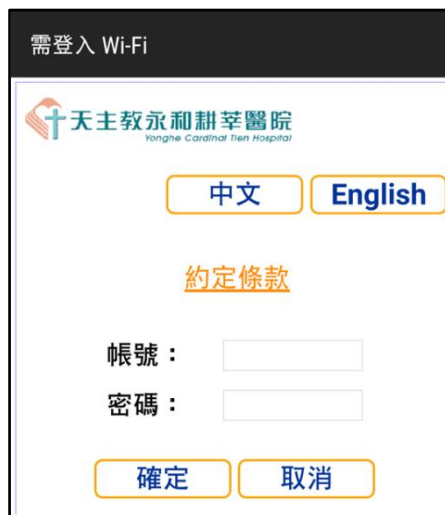 需登入 Wi-Fi
天主教永和耕莘醫院
Yonghe Cardinal Tien Hospital
中文 English
約定條款
帳號：
密碼：
確定 取消